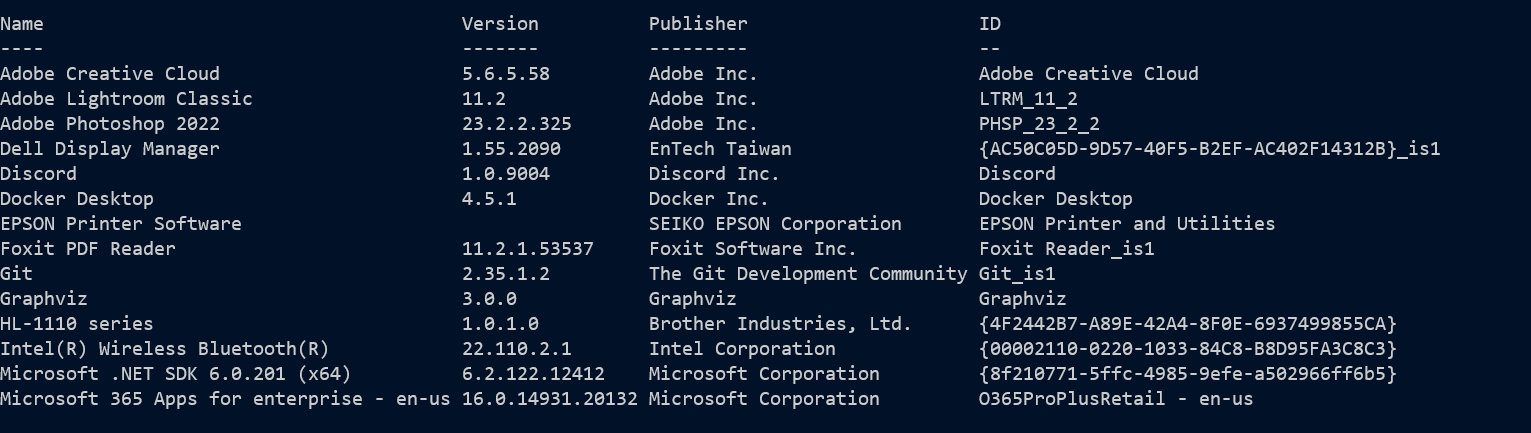 Name Version Publisher ID
---- ------- --------- --
Adobe Creative Cloud 5.6.5.58 Adobe Inc. Adobe Creative Cloud
Adobe Lightroom Classic 11.2 Adobe Inc. LTRM_11_2
Adobe Photoshop 2022 23.2.2.325 Adobe Inc. PHSP_23_2_2
Dell Display Manager 1.55.2090 EnTech Taiwan {AC50C05D-9D57-40F5-B2EF-AC402F14312B}_is1
Discord 1.0.9004 Discord Inc. Discord
Docker Desktop 4.5.1 Docker Inc. Docker Desktop
EPSON Printer Software SEIKO EPSON Corporation EPSON Printer and Utilities
Foxit PDF Reader 11.2.1.53537 Foxit Software Inc. Foxit Reader_is1
Git 2.35.1.2 The Git Development Community Git_is1
Graphviz 3.0.0 Graphviz Graphviz
HL-1110 series 1.0.1.0 Brother Industries, Ltd. {4F2442B7-A89E-42A4-8F0E-6937499855CA}
Intel(R) Wireless Bluetooth(R) 22.110.2.1 Intel Corporation {00002110-0220-1033-84C8-B8D95FA3C8C3}
Microsoft .NET SDK 6.0.201 (x64) 6.2.122.12412 Microsoft Corporation {8f210771-5ffc-4985-9efe-a502966ff6b5}
Microsoft 365 Apps for enterprise - en-us 16.0.14931.20132 Microsoft Corporation O365ProPlusRetail - en-us